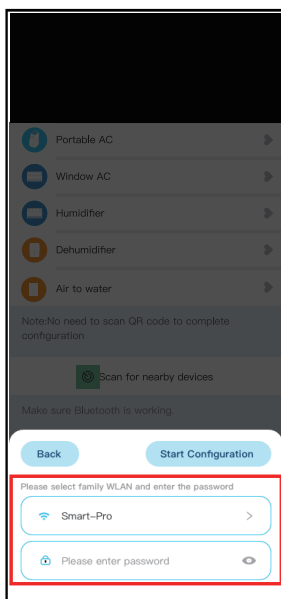 Portable AC
Window AC
Humidifier
Dehumidifier
Air to water
Note:No need to scan QR code to complete
configuration
Scan for nearby devices
Make sure Bluetooth is working.
Back
Start Configuration
Please select family WLAN and enter the password
Smart-Pro
Please enter password